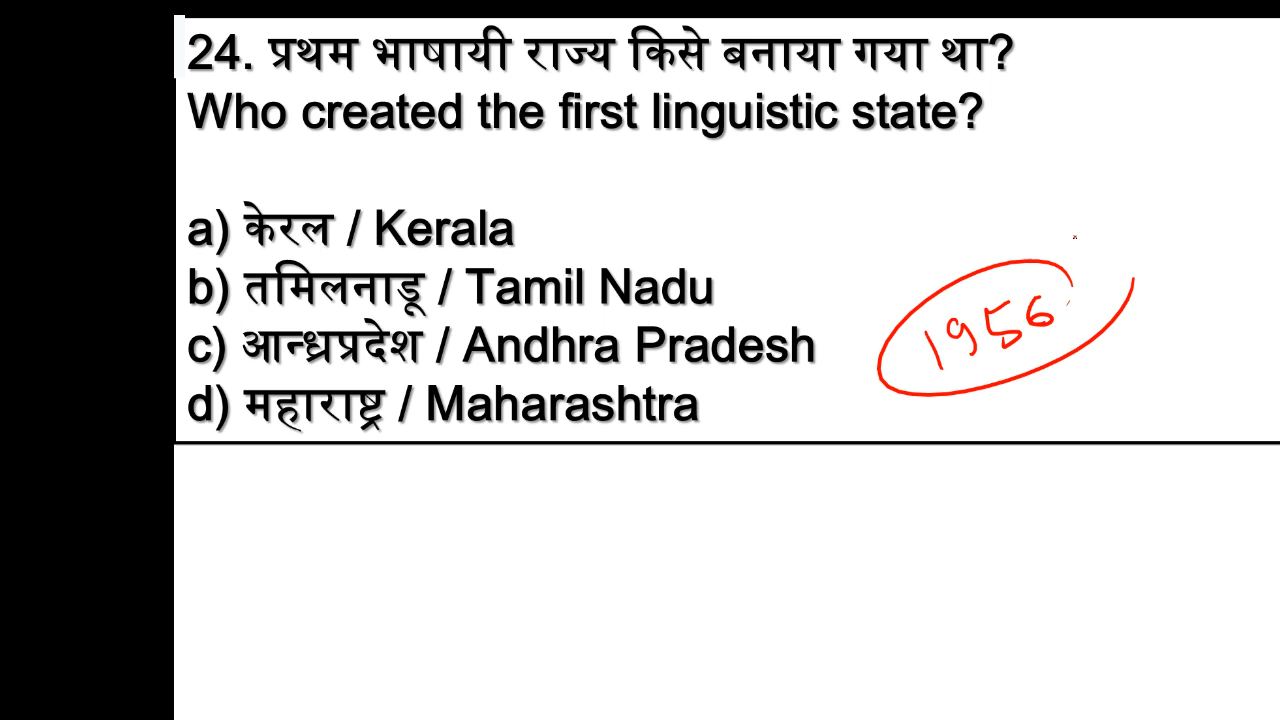 24. प्रथम भाषायी राज्य किसे बनाया गया था?
Who created the first linguistic state?
a) केरल / Kerala
b) तमिलनाडू / Tamil Nadu
c) आन्ध्रप्रदेश / Andhra Pradesh
d) महाराष्ट्र / Maharashtra
1956